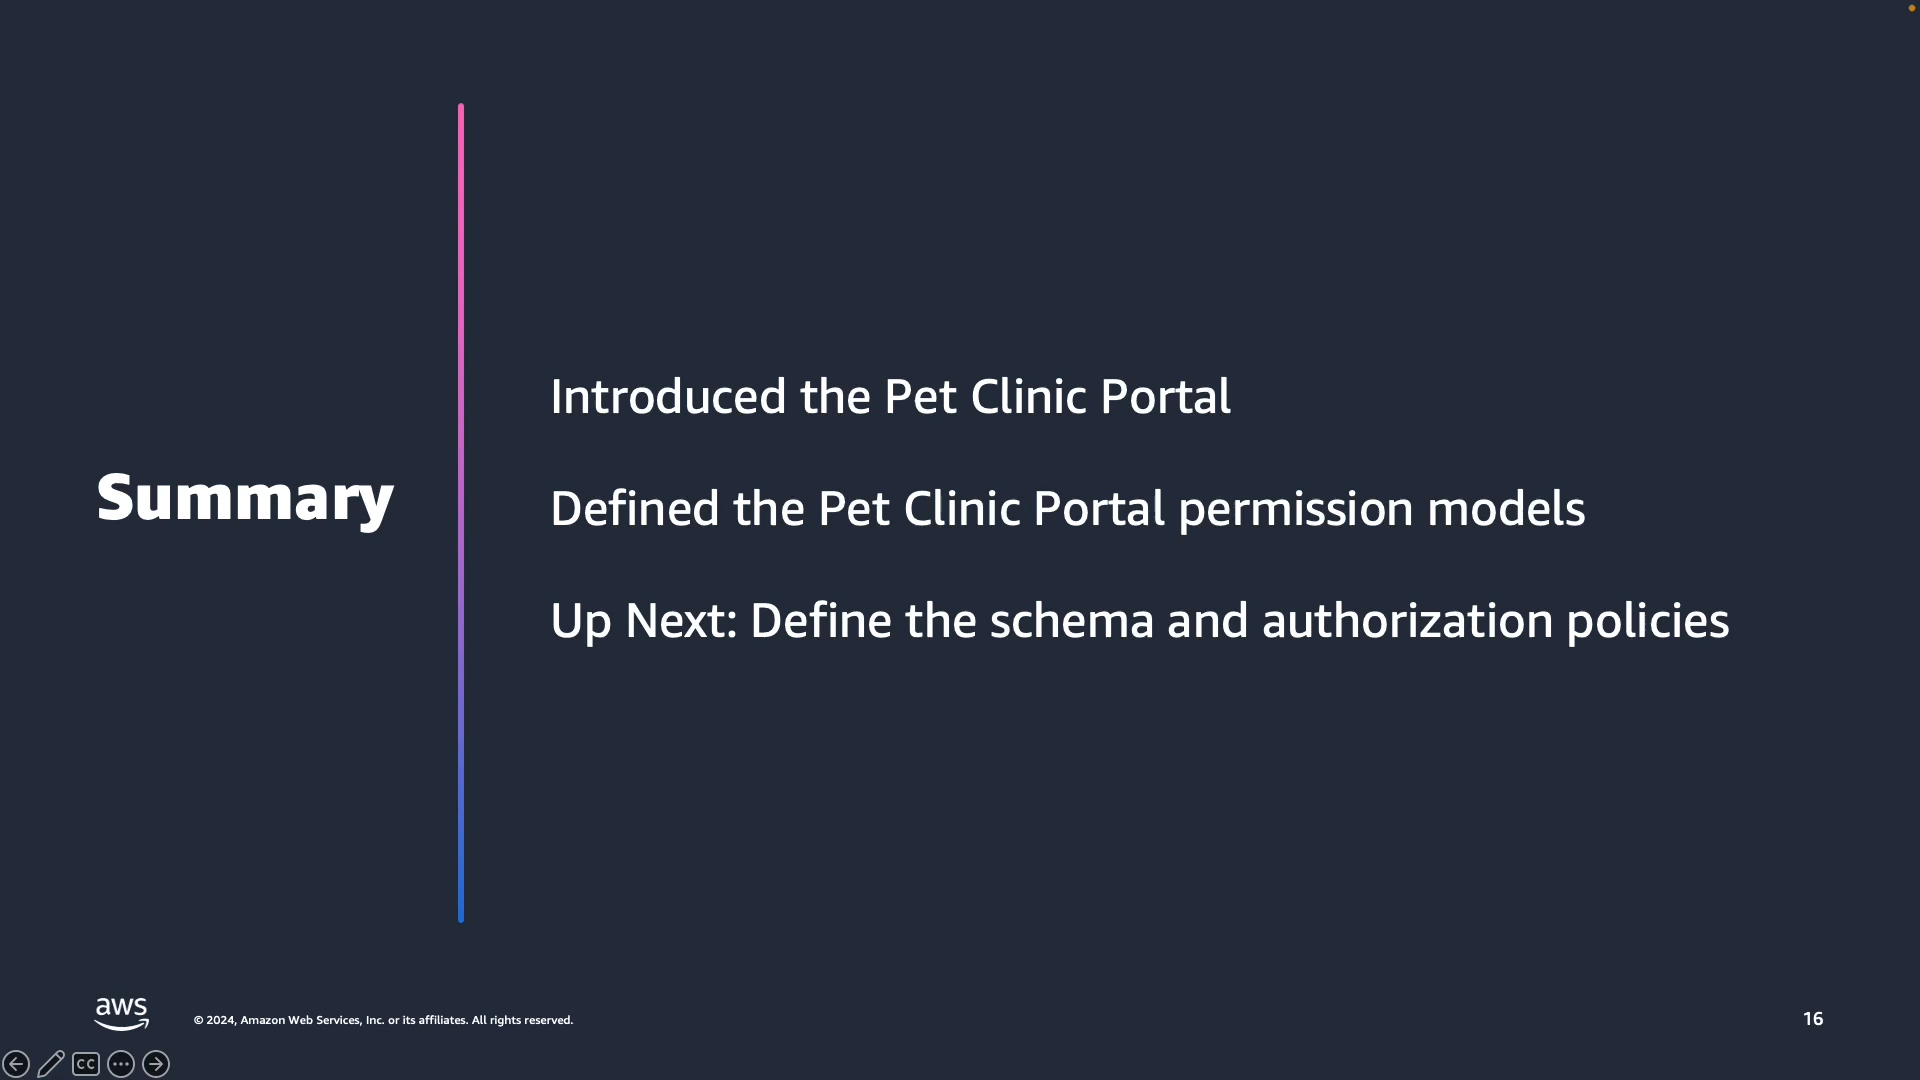 Summary
Introduced the Pet Clinic Portal
Defined the Pet Clinic Portal permission models
Up Next: Define the schema and authorization policies
aws
© 2024, Amazon Web Services, Inc. or its affiliates. All rights reserved.
16
CC